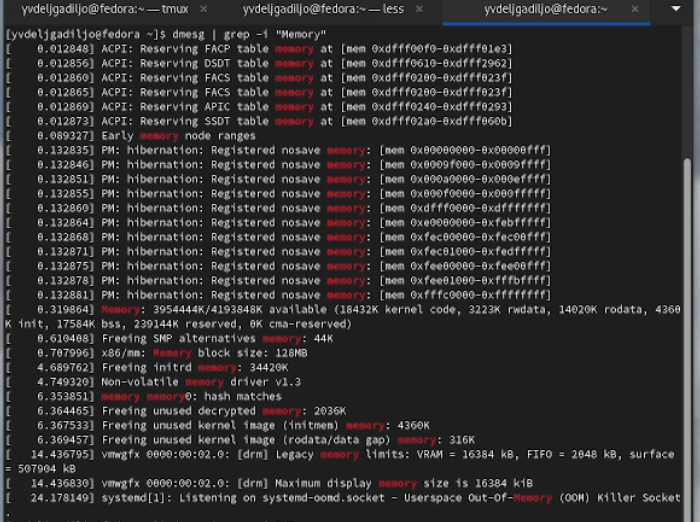 yvdeljgadiljo@fedora:~ — tmux × yvdeljgadiljo@fedora:~ — less × yvdeljgadiljo@fedora:~ ×
[yvdeljgadiljo@fedora ~]$ dmesg | grep -i "Memory"
[    0.012848] ACPI: Reserving FACP table memory at [mem 0xdfff00f0-0xdfff01e3]
[    0.012856] ACPI: Reserving DSDT table memory at [mem 0xdfff0610-0xdfff2962]
[    0.012860] ACPI: Reserving FACS table memory at [mem 0xdfff0200-0xdfff023f]
[    0.012865] ACPI: Reserving FACS table memory at [mem 0xdfff0200-0xdfff023f]
[    0.012869] ACPI: Reserving APIC table memory at [mem 0xdfff0240-0xdfff0293]
[    0.012873] ACPI: Reserving SSDT table memory at [mem 0xdfff02a0-0xdfff060b]
[    0.089327] Early memory node ranges
[    0.132835] PM: hibernation: Registered nosave memory: [mem 0x00000000-0x00000fff]
[    0.132846] PM: hibernation: Registered nosave memory: [mem 0x0009f000-0x0009ffff]
[    0.132851] PM: hibernation: Registered nosave memory: [mem 0x000a0000-0x000effff]
[    0.132855] PM: hibernation: Registered nosave memory: [mem 0x000f0000-0x000fffff]
[    0.132860] PM: hibernation: Registered nosave memory: [mem 0xdfff0000-0xdfffffff]
[    0.132864] PM: hibernation: Registered nosave memory: [mem 0xe0000000-0xfebfffff]
[    0.132868] PM: hibernation: Registered nosave memory: [mem 0xfec00000-0xfec00fff]
[    0.132871] PM: hibernation: Registered nosave memory: [mem 0xfec01000-0xfedfffff]
[    0.132875] PM: hibernation: Registered nosave memory: [mem 0xfee00000-0xfee00fff]
[    0.132878] PM: hibernation: Registered nosave memory: [mem 0xfee01000-0xfffbffff]
[    0.132881] PM: hibernation: Registered nosave memory: [mem 0xfffc0000-0xffffffff]
[    0.319864] Memory: 3954444K/4193848K available (18432K kernel code, 3223K rwdata, 14020K rodata, 4360
K init, 17584K bss, 239144K reserved, 0K cma-reserved)
[    0.610408] Freeing SMP alternatives memory: 44K
[    0.707996] x86/mm: Memory block size: 128MB
[    4.689762] Freeing initrd memory: 34420K
[    4.749320] Non-volatile memory driver v1.3
[    6.353851] memory memory0: hash matches
[    6.364465] Freeing unused decrypted memory: 2036K
[    6.367533] Freeing unused kernel image (initmem) memory: 4360K
[    6.369457] Freeing unused kernel image (rodata/data gap) memory: 316K
[   14.436795] vmwgfx 0000:00:02.0: [drm] Legacy memory limits: VRAM = 16384 kB, FIFO = 2048 kB, surface
= 507904 kB
[   14.436830] vmwgfx 0000:00:02.0: [drm] Maximum display memory size is 16384 kiB
[   24.178149] systemd[1]: Listening on systemd-oomd.socket - Userspace Out-Of-Memory (OOM) Killer Socket
.